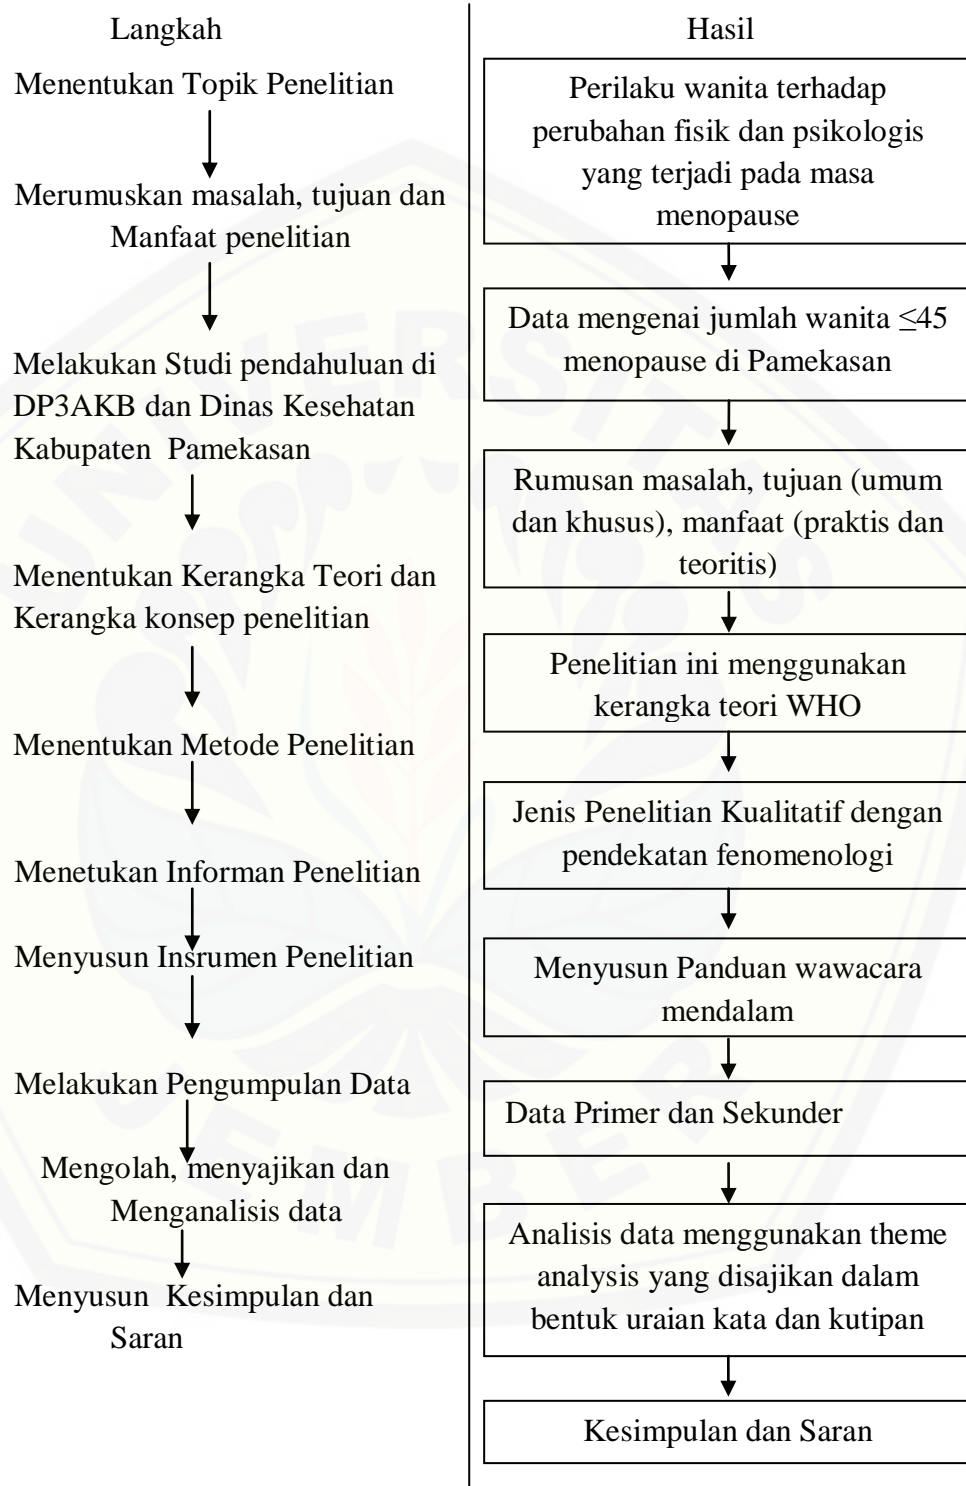 Langkah
Menentukan Topik Penelitian
Merumuskan masalah, tujuan dan
Manfaat penelitian
Melakukan Studi pendahuluan di
DP3AKB dan Dinas Kesehatan
Kabupaten Pamekasan
Menentukan Kerangka Teori dan
Kerangka konsep penelitian
Menentukan Metode Penelitian
Menetukan Informan Penelitian
Menyusun Insrumen Penelitian
Melakukan Pengumpulan Data
Mengolah, menyajikan dan
Menganalisis data
Menyusun Kesimpulan dan
Saran
Hasil
Perilaku wanita terhadap
perubahan fisik dan psikologis
yang terjadi pada masa
menopause
Data mengenai jumlah wanita ≤45
menopause di Pamekasan
Rumusan masalah, tujuan (umum
dan khusus), manfaat (praktis dan
teoritis)
Penelitian ini menggunakan
kerangka teori WHO
Jenis Penelitian Kualitatif dengan
pendekatan fenomenologi
Menyusun Panduan wawacara
mendalam
Data Primer dan Sekunder
Analisis data menggunakan theme
analysis yang disajikan dalam
bentuk uraian kata dan kutipan
Kesimpulan dan Saran
UNIVERSITAS
JEMBER